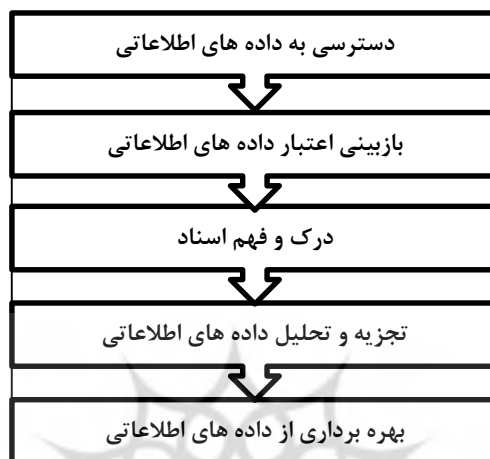 دسترسی به داده های اطلاعاتی
بازبینی اعتبار داده های اطلاعاتی
درک و فهم اسناد
تجزیه و تحلیل داده های اطلاعاتی
بهره برداری از داده های اطلاعاتی